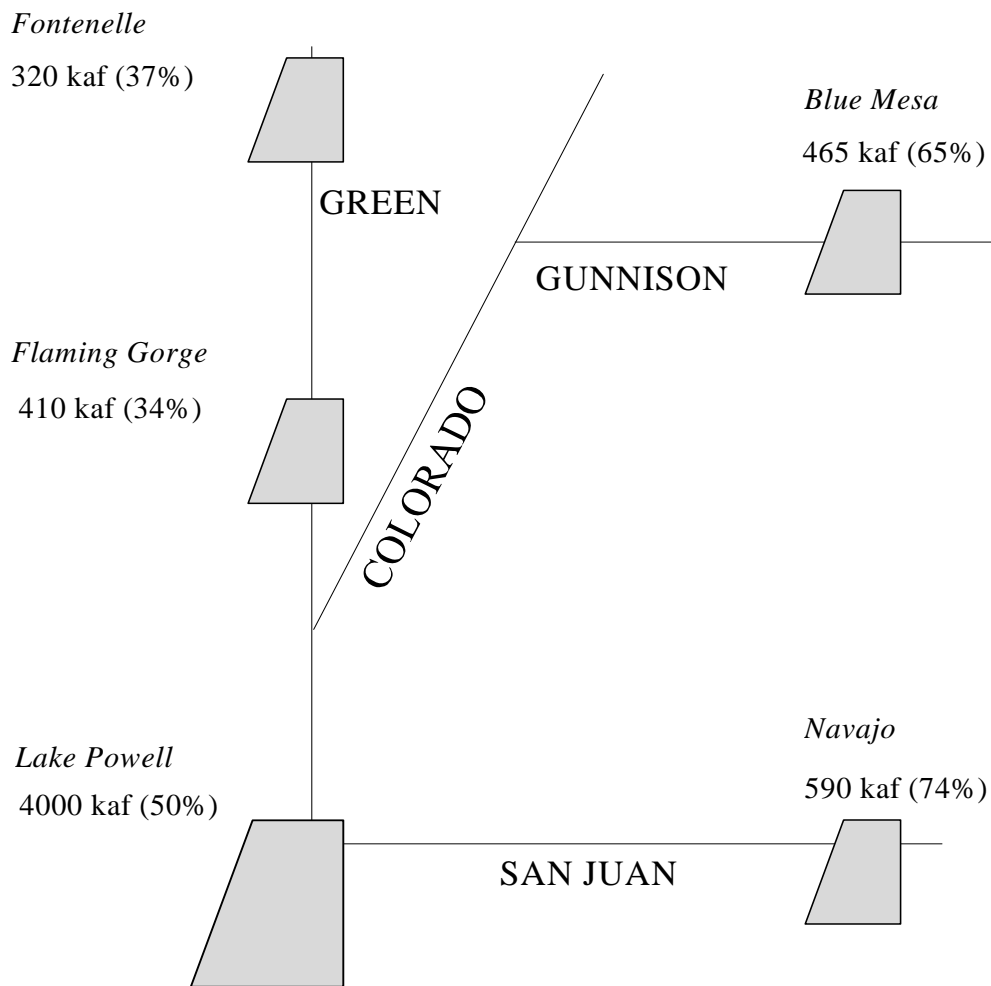 Fontenelle
320 kaf (37%)
Blue Mesa
465 kaf (65%)
GREEN
GUNNISON
Flaming Gorge
410 kaf (34%)
COLORADO
Navajo
590 kaf (74%)
Lake Powell
4000 kaf (50%)
SAN JUAN